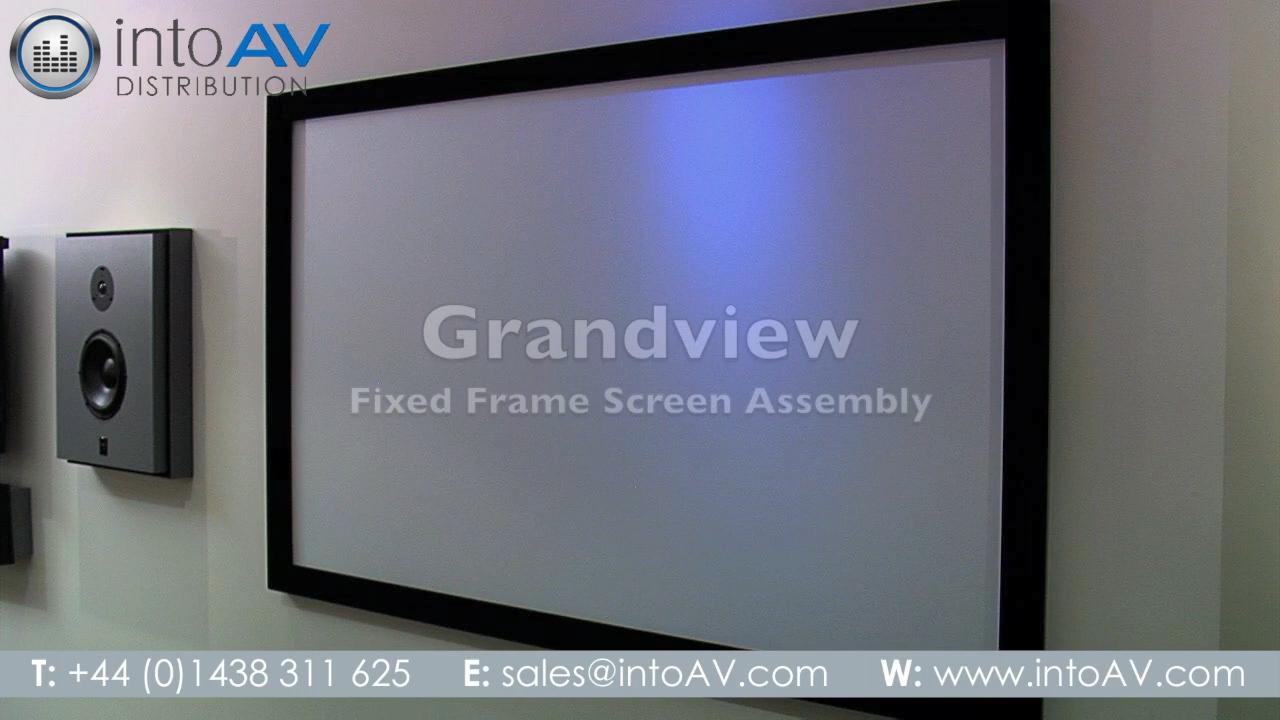 intoAV
DISTRIBUTION
Grandview
Fixed Frame Screen Assembly
T: +44 (0)1438 311 625 E: sales@intoAV.com W: www.intoAV.com